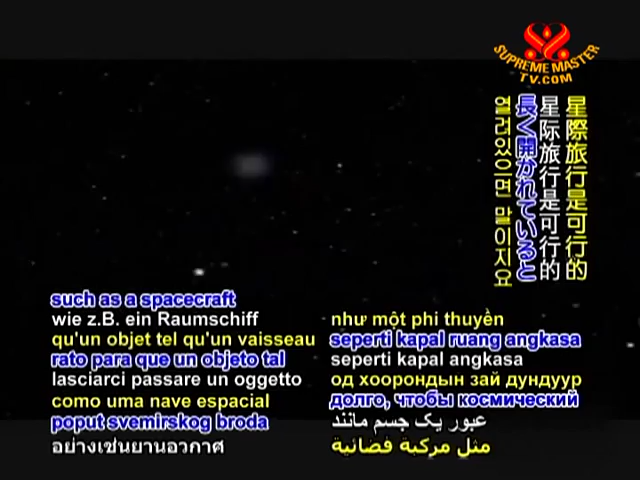 SUPREME MASTER
TV.COM
星際旅行是可行的
星际旅行是可行的
長く開かれていると
열려있으면 말이지요
such as a spacecraft
wie z.B. ein Raumschiff
qu'un objet tel qu'un vaisseau
rato para que un objeto tal
lasciarci passare un oggetto
como uma nave espacial
poput svemirskog broda
อย่างเช่นยานอวกาศ
như một phi thuyền
seperti kapal ruang angkasa
seperti kapal angkasa
од хоорондын зай дундуур
долго, чтобы космический
عبور یک جسم مانند
مثل مركبة فضائية